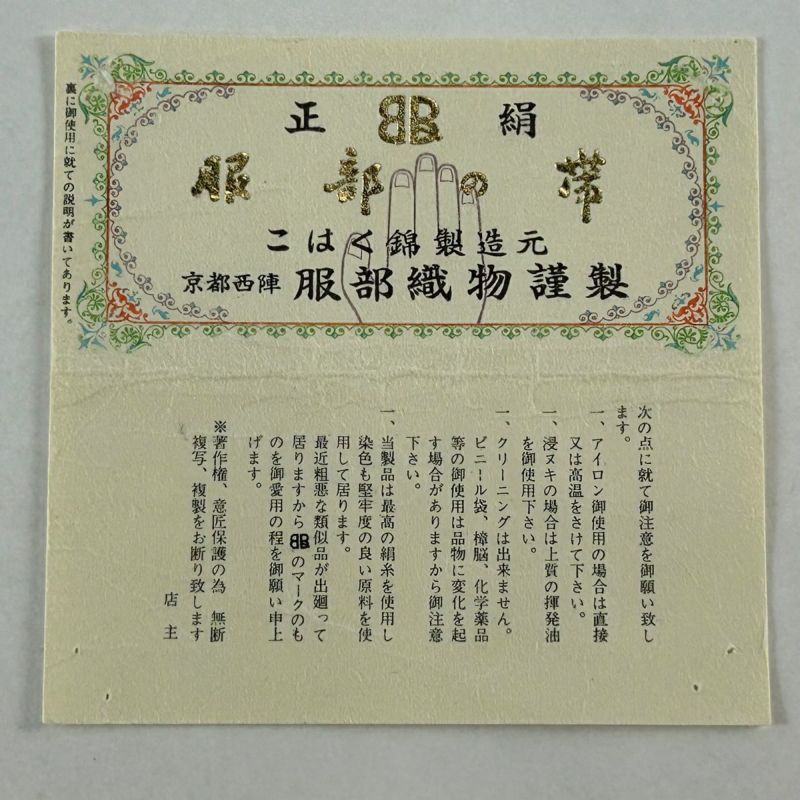 正 絹
服部の帯
こはく錦製造元
京都西陣 服部織物謹製
裏に御使用に就ての説明が書いてあります。
次の点に就て御注意を御願い致し
ます。
一、アイロン御使用の場合は直接
又は高温をさけて下さい。
一、浸ヌキの場合は上質の揮発油
を御使用下さい。
一、クリーニングは出来ません。
ビニール袋、樟脳、化学薬品
等の御使用は品物に変化を起
す場合がありますから御注意
下さい。
一、当製品は最高の絹糸を使用し
染色も堅牢度の良い原料を使
用して居ります。
最近粗悪な類似品が出廻って
居りますからのマークのも
のを御愛用の程を御願い申上
げます。
※著作権、意匠保護の為 無断
複写、複製をお断り致します
店主